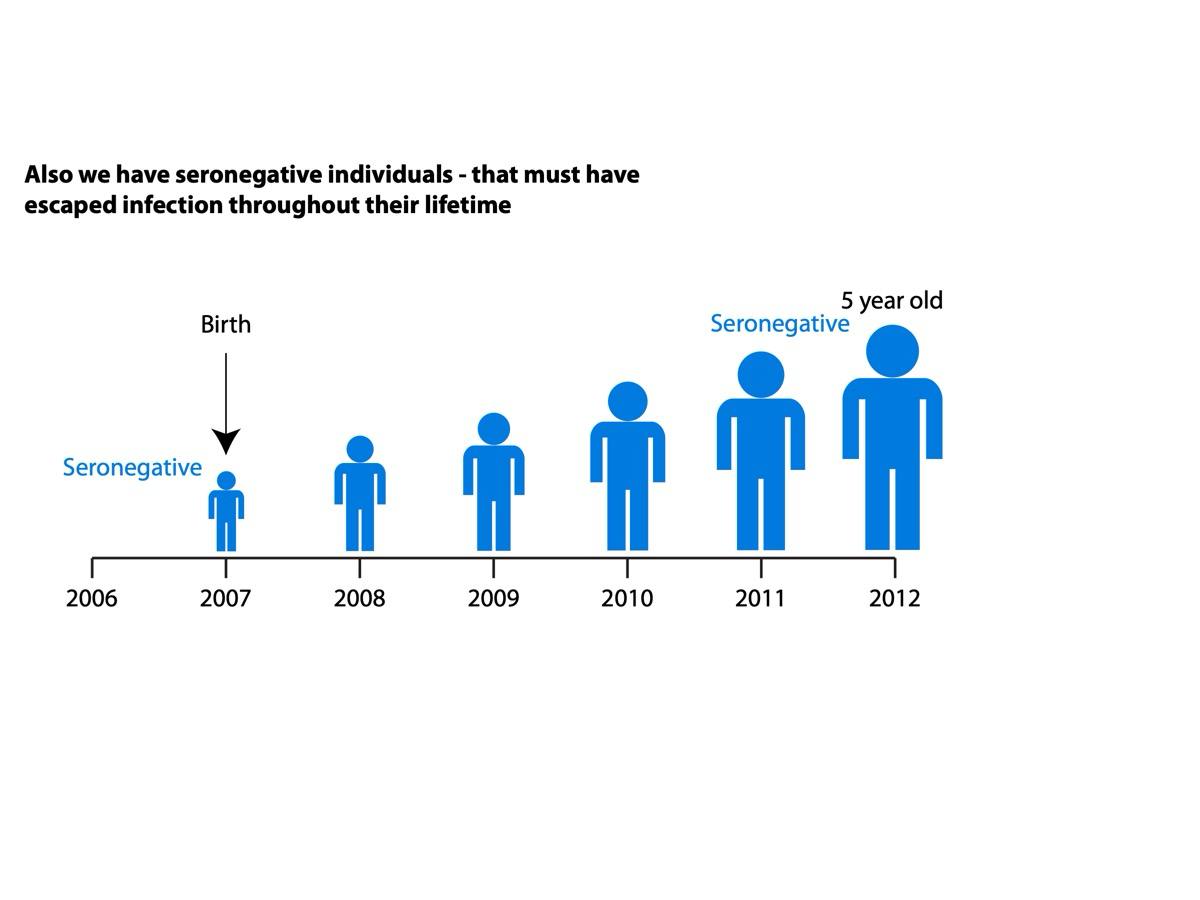 Also we have seronegative individuals - that must have
escaped infection throughout their lifetime
5 year old
Birth
Seronegative
Seronegative
2006 2007 2008 2009 2010 2011 2012